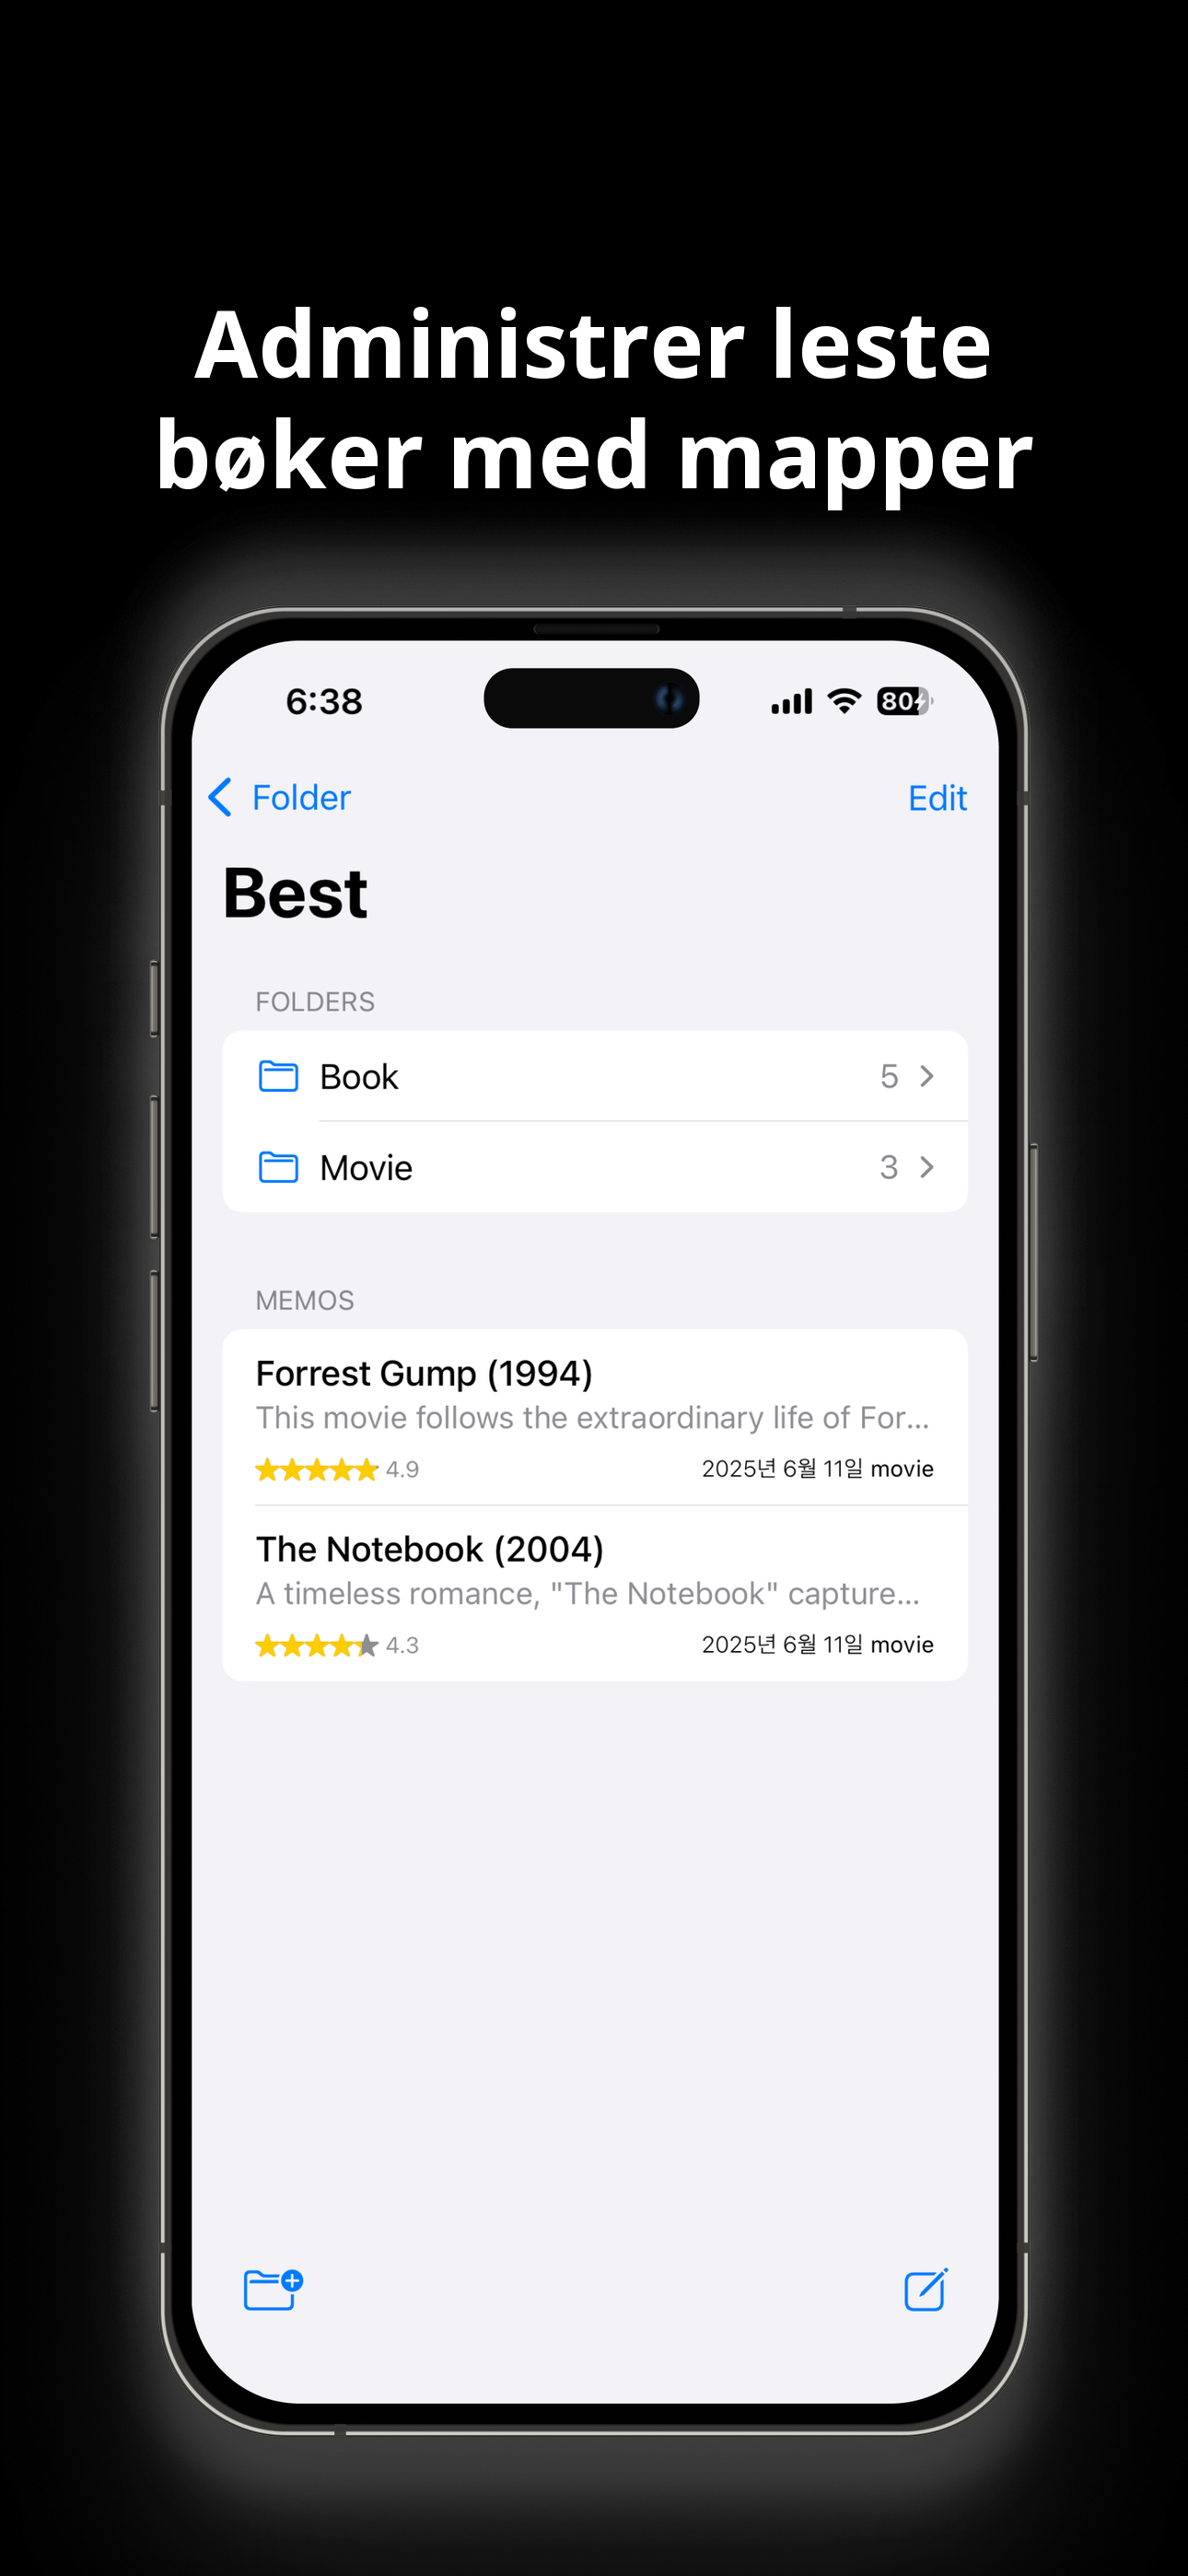 Administrer leste
bøker med mapper
6:38
80
Folder
Edit
Best
FOLDERS
Book 5
Movie 3
MEMOS
Forrest Gump (1994)
This movie follows the extraordinary life of For...
4.9 2025년 6월 11일 movie
The Notebook (2004)
A timeless romance, "The Notebook" capture...
4.3 2025년 6월 11일 movie